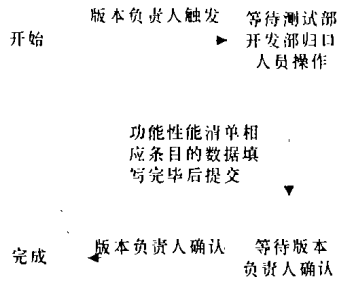 版本负责人触发
开始
等待测试部
开发部归口
人员操作
功能性能清单相
应条目的数据填
写完毕后提交
完成
版本负责人确认
等待版本
负责人确认